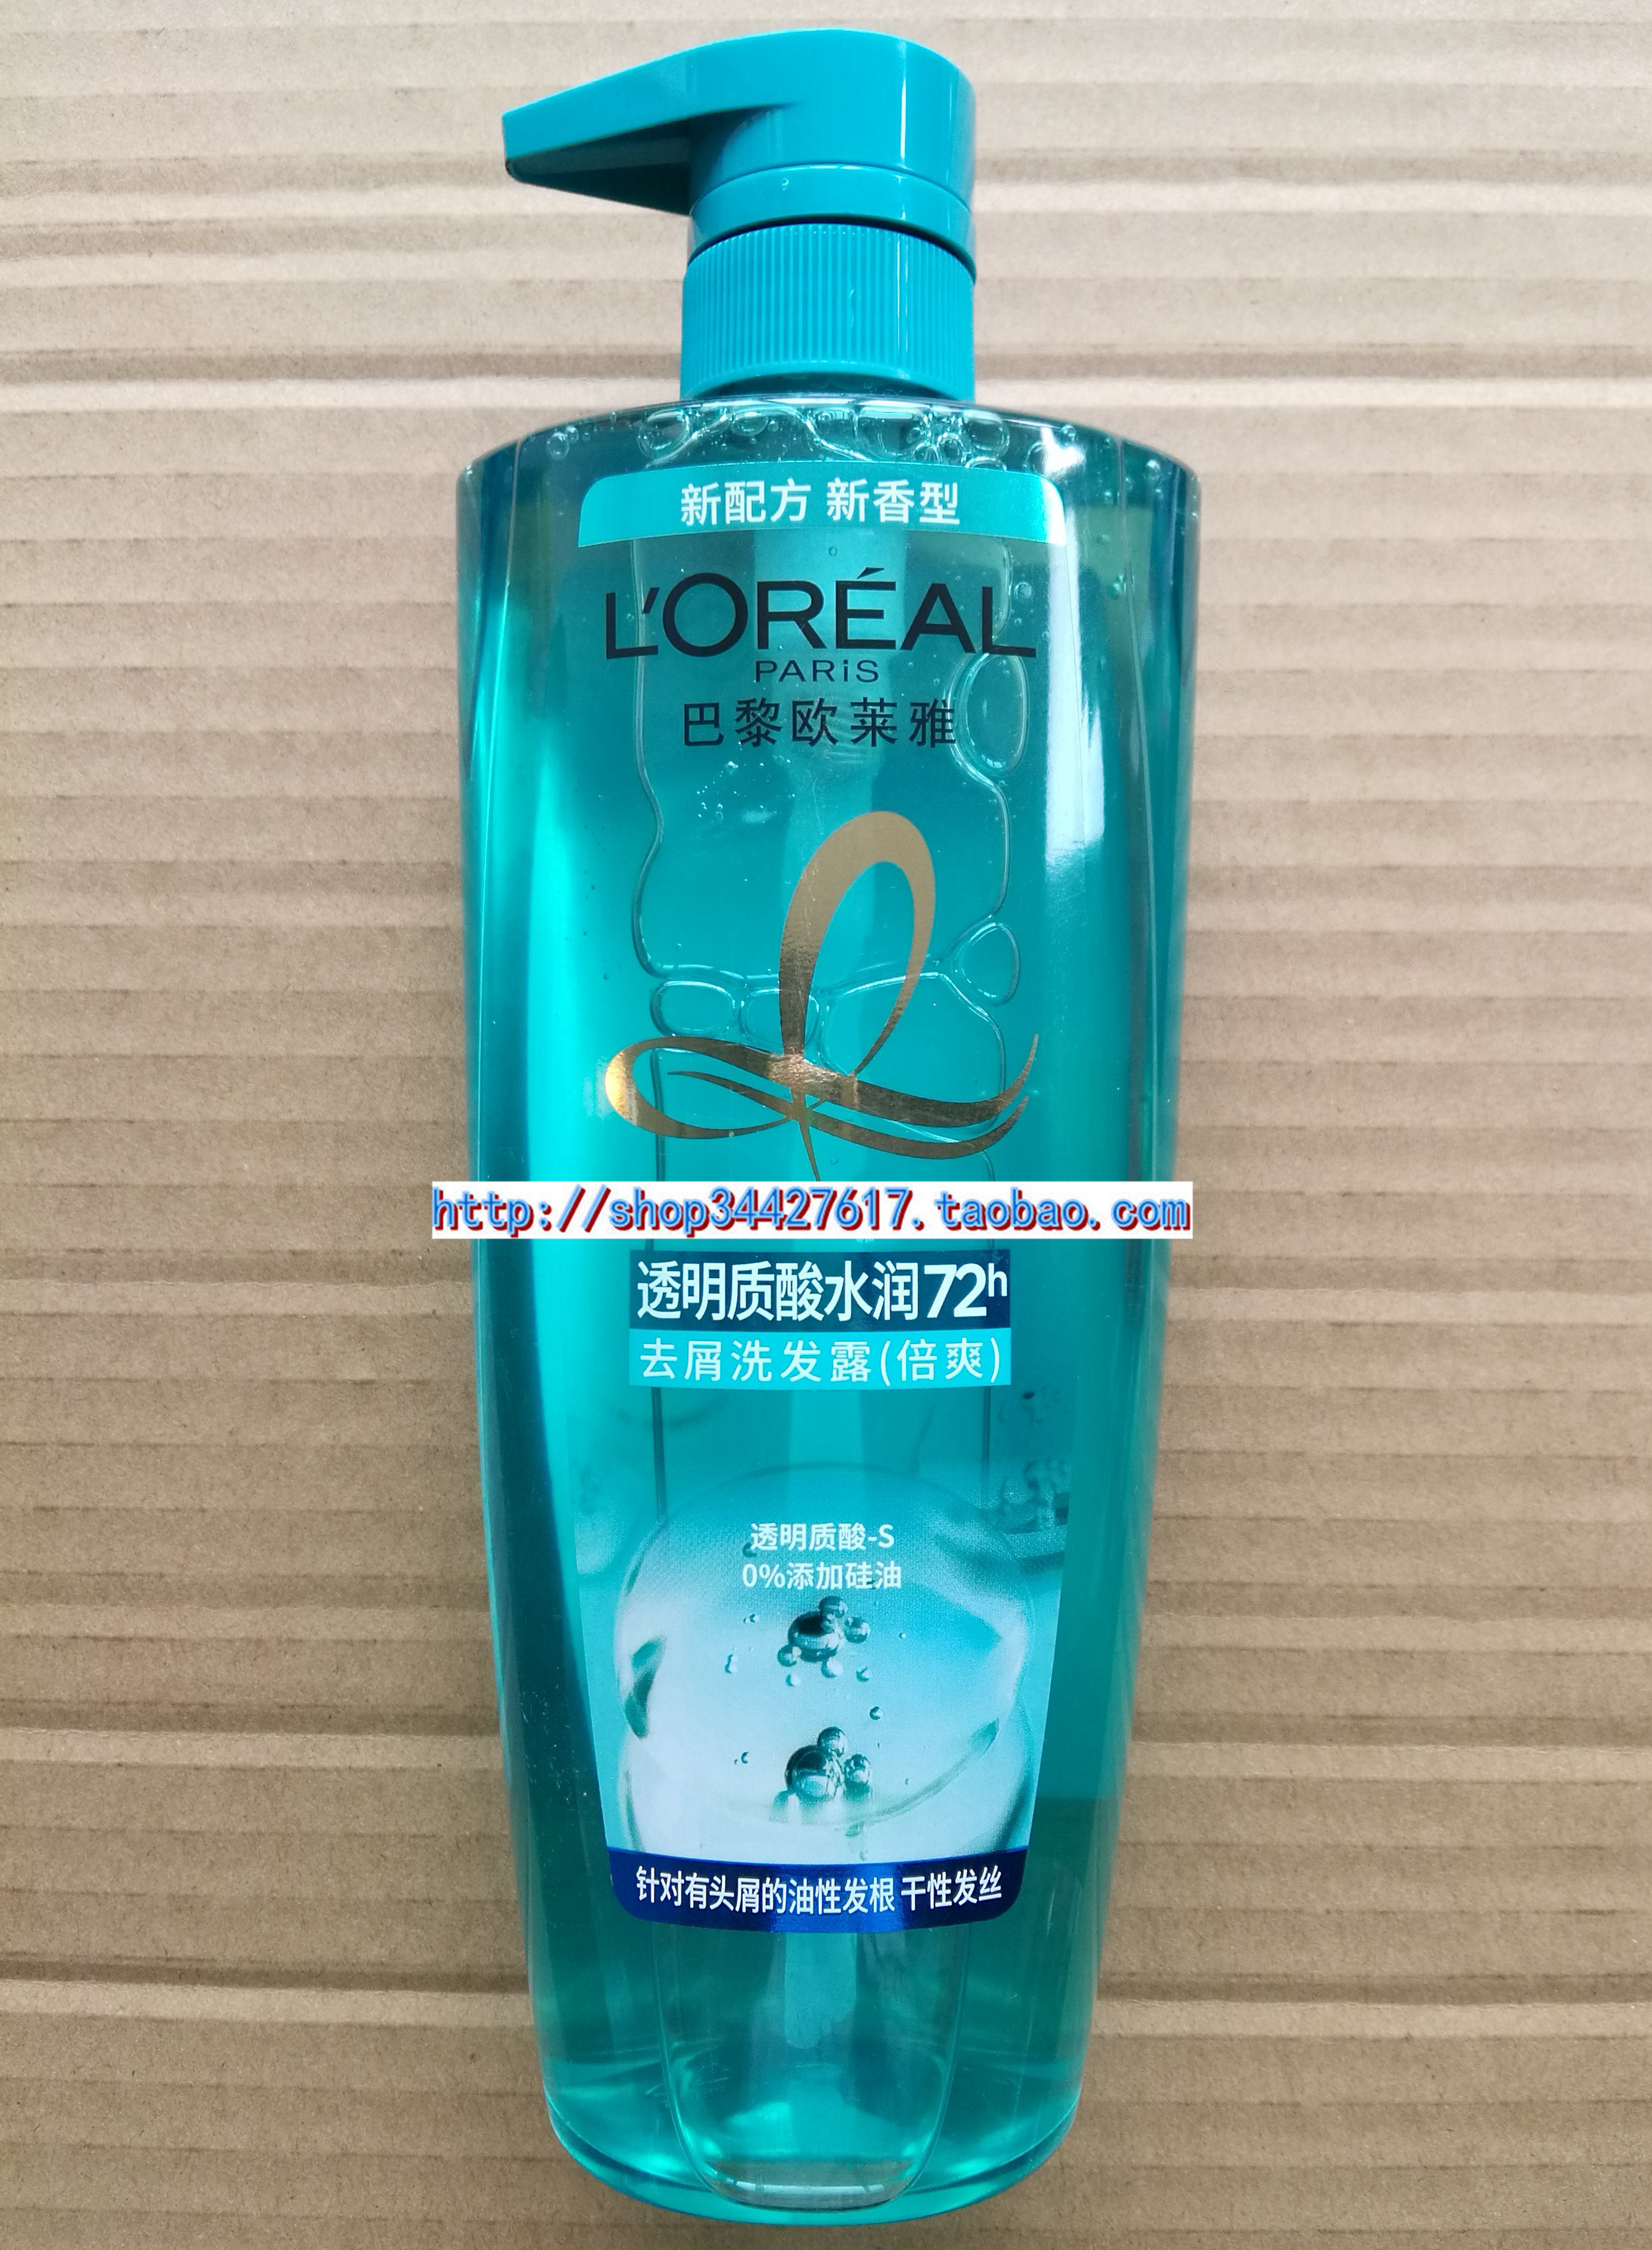 新配方 新香型
L'ORÉAL
PARiS
巴黎欧莱雅
http://shop34427617.taobao.com
透明质酸水润72h
去屑洗发露(倍爽)
透明质酸-S
0%添加硅油
针对有头屑的油性发根 干性发丝